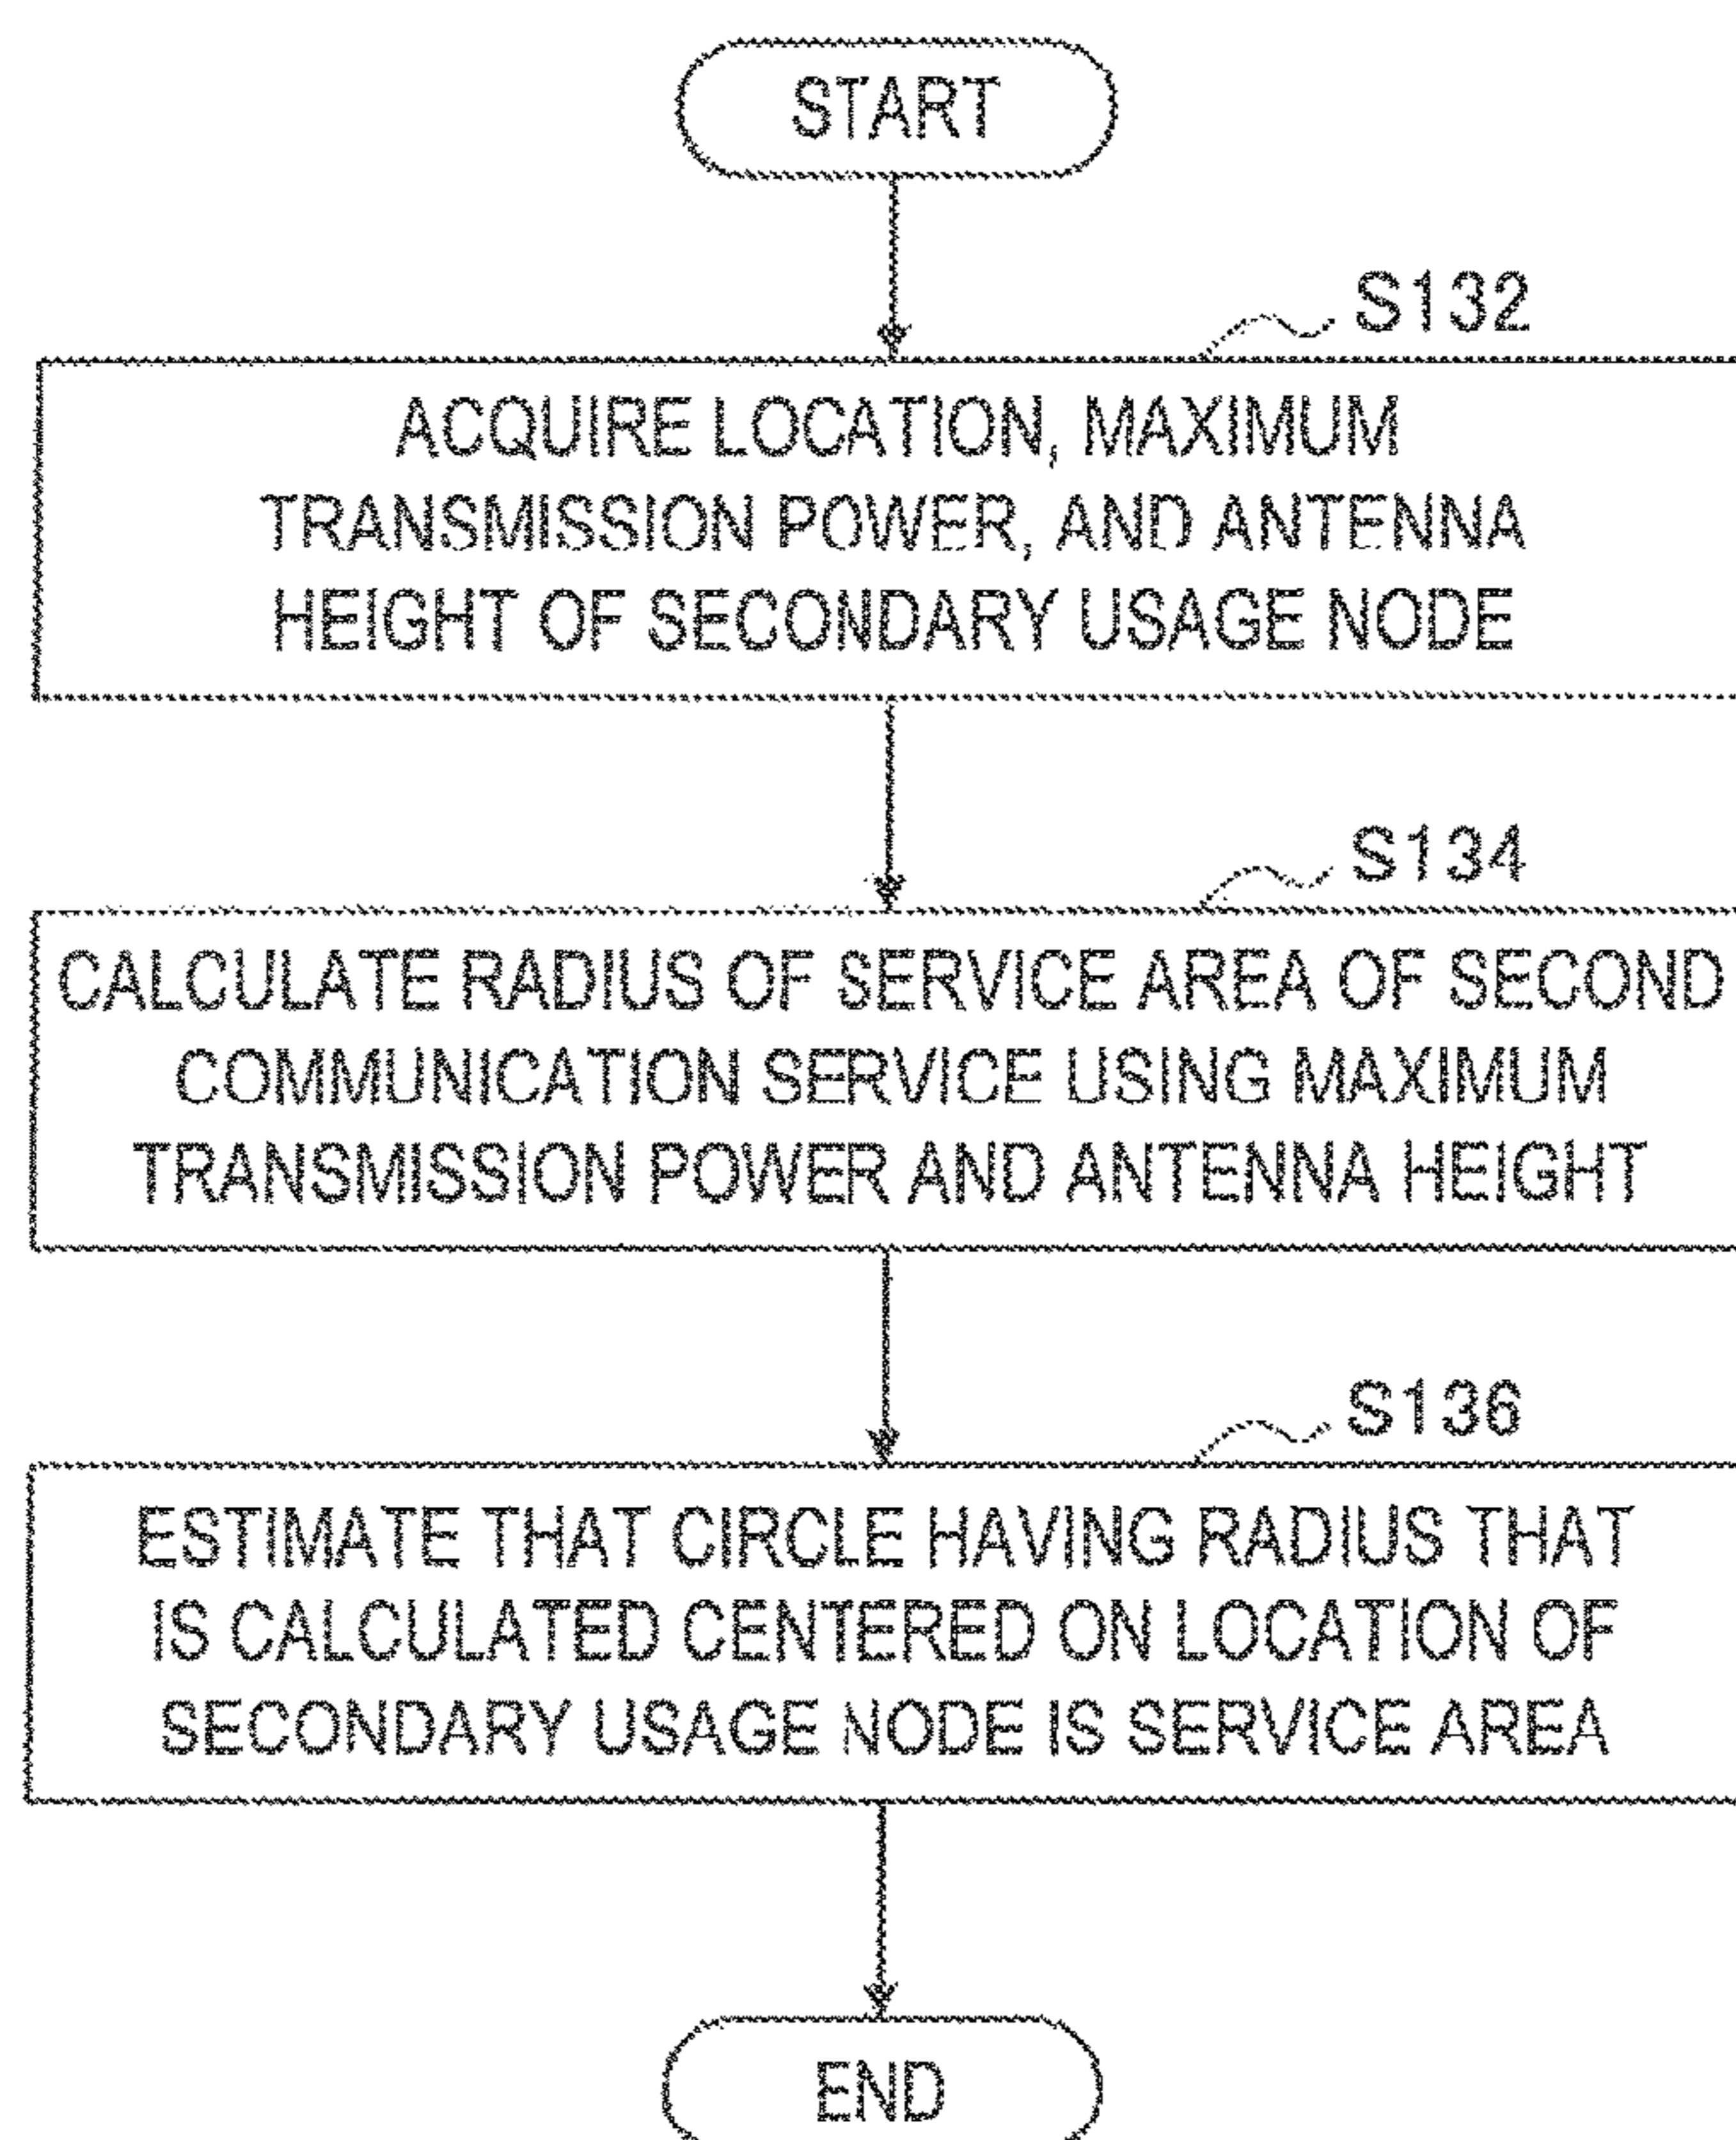 START
S132
ACQUIRE LOCATION, MAXIMUM
TRANSMISSION POWER, AND ANTENNA
HEIGHT OF SECONDARY USAGE NODE
S134
CALCULATE RADIUS OF SERVICE AREA OF SECOND
COMMUNICATION SERVICE USING MAXIMUM
TRANSMISSION POWER AND ANTENNA HEIGHT
S136
ESTIMATE THAT CIRCLE HAVING RADIUS THAT
IS CALCULATED CENTERED ON LOCATION OF
SECONDARY USAGE NODE IS SERVICE AREA
END